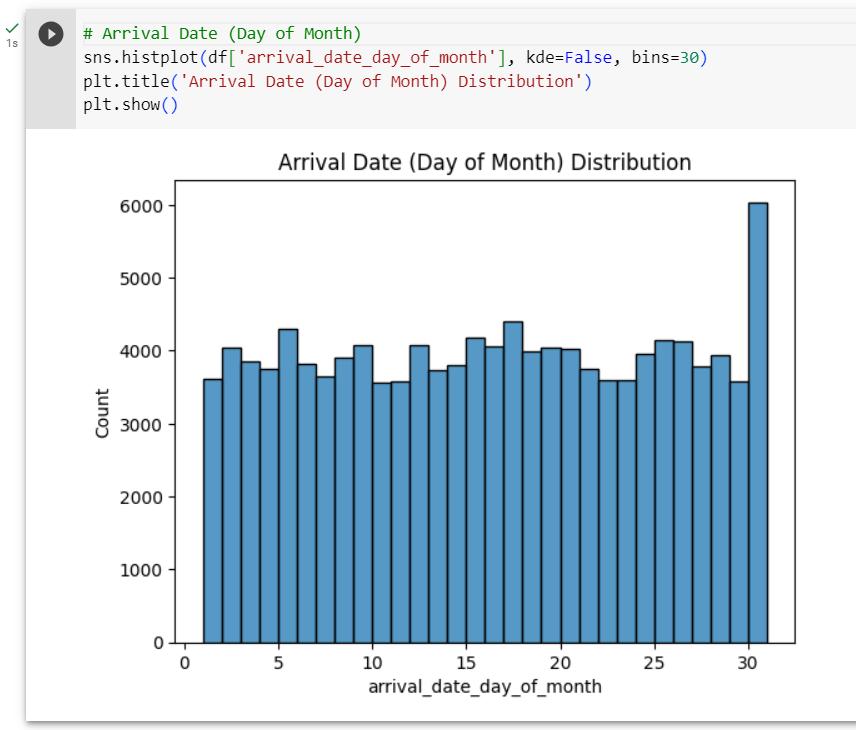 # Arrival Date (Day of Month)
sns.histplot(df['arrival_date_day_of_month'], kde=False, bins=30)
plt.title('Arrival Date (Day of Month) Distribution')
plt.show()
1s
Arrival Date (Day of Month) Distribution
6000
5000
4000
3000
2000
1000
0
Count
0 5 10 15 20 25 30
arrival_date_day_of_month